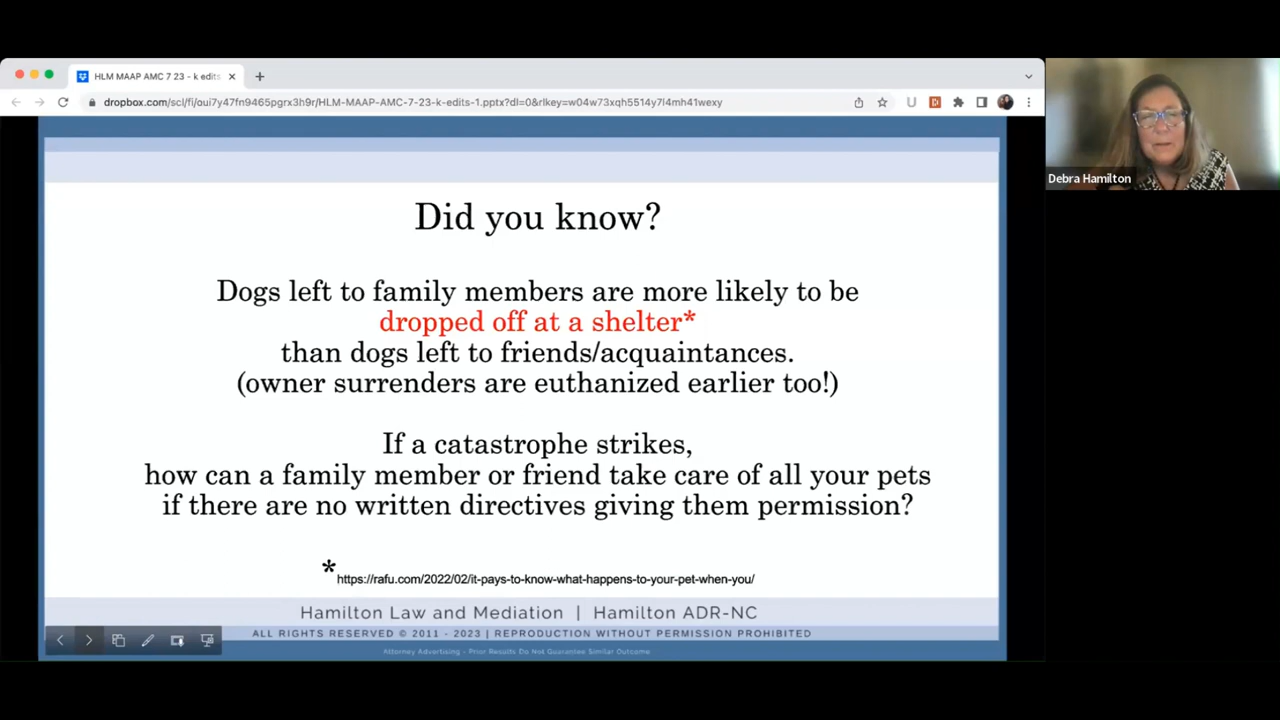 HLM MAAP AMC 7 23 - k edits
dropbox.com/scl/fi/oui7y47fn9465pgrx3h9r/HLM-MAAP-AMC-7-23-k-edits-1.pptx?dl=0&rlkey=w04w73xqh5514y7l4mh41wexy
Debra Hamilton
Did you know?
Dogs left to family members are more likely to be
dropped off at a shelter*
than dogs left to friends/acquaintances.
(owner surrenders are euthanized earlier too!)
If a catastrophe strikes,
how can a family member or friend take care of all your pets
if there are no written directives giving them permission?
*https://rafu.com/2022/02/it-pays-to-know-what-happens-to-your-pet-when-you/
Hamilton Law and Mediation | Hamilton ADR-NC
ALL RIGHTS RESERVED © 2011 - 2023 | REPRODUCTION WITHOUT PERMISSION PROHIBITED
Attorney Advertising - Prior Results Do Not Guarantee Similar Outcome